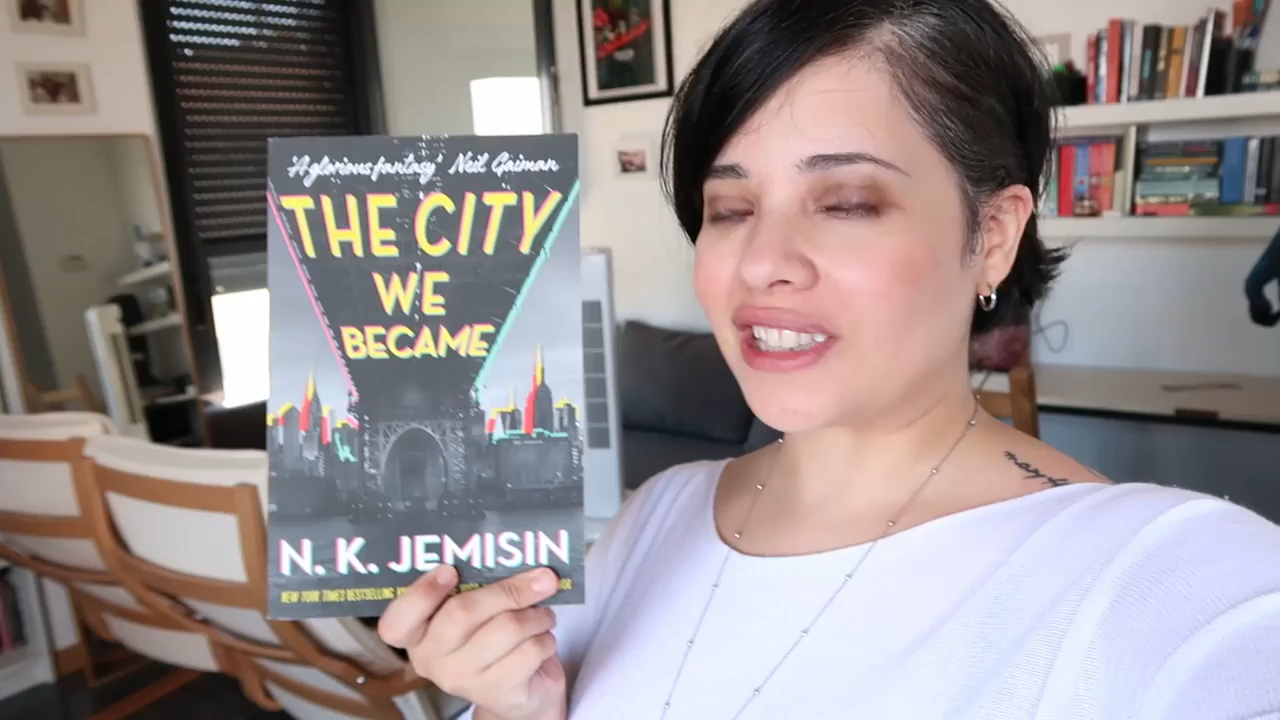 'A glorious fantasy' Neil Gaiman
THE CITY
WE
BECAME
N. K. JEMISIN
NEW YORK TIMES BESTSELLING